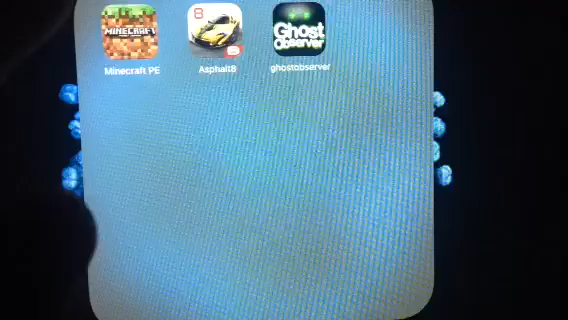 MINECRAFT
8
Ghost
Observer
Minecraft PE
Asphalt8
ghostobserver